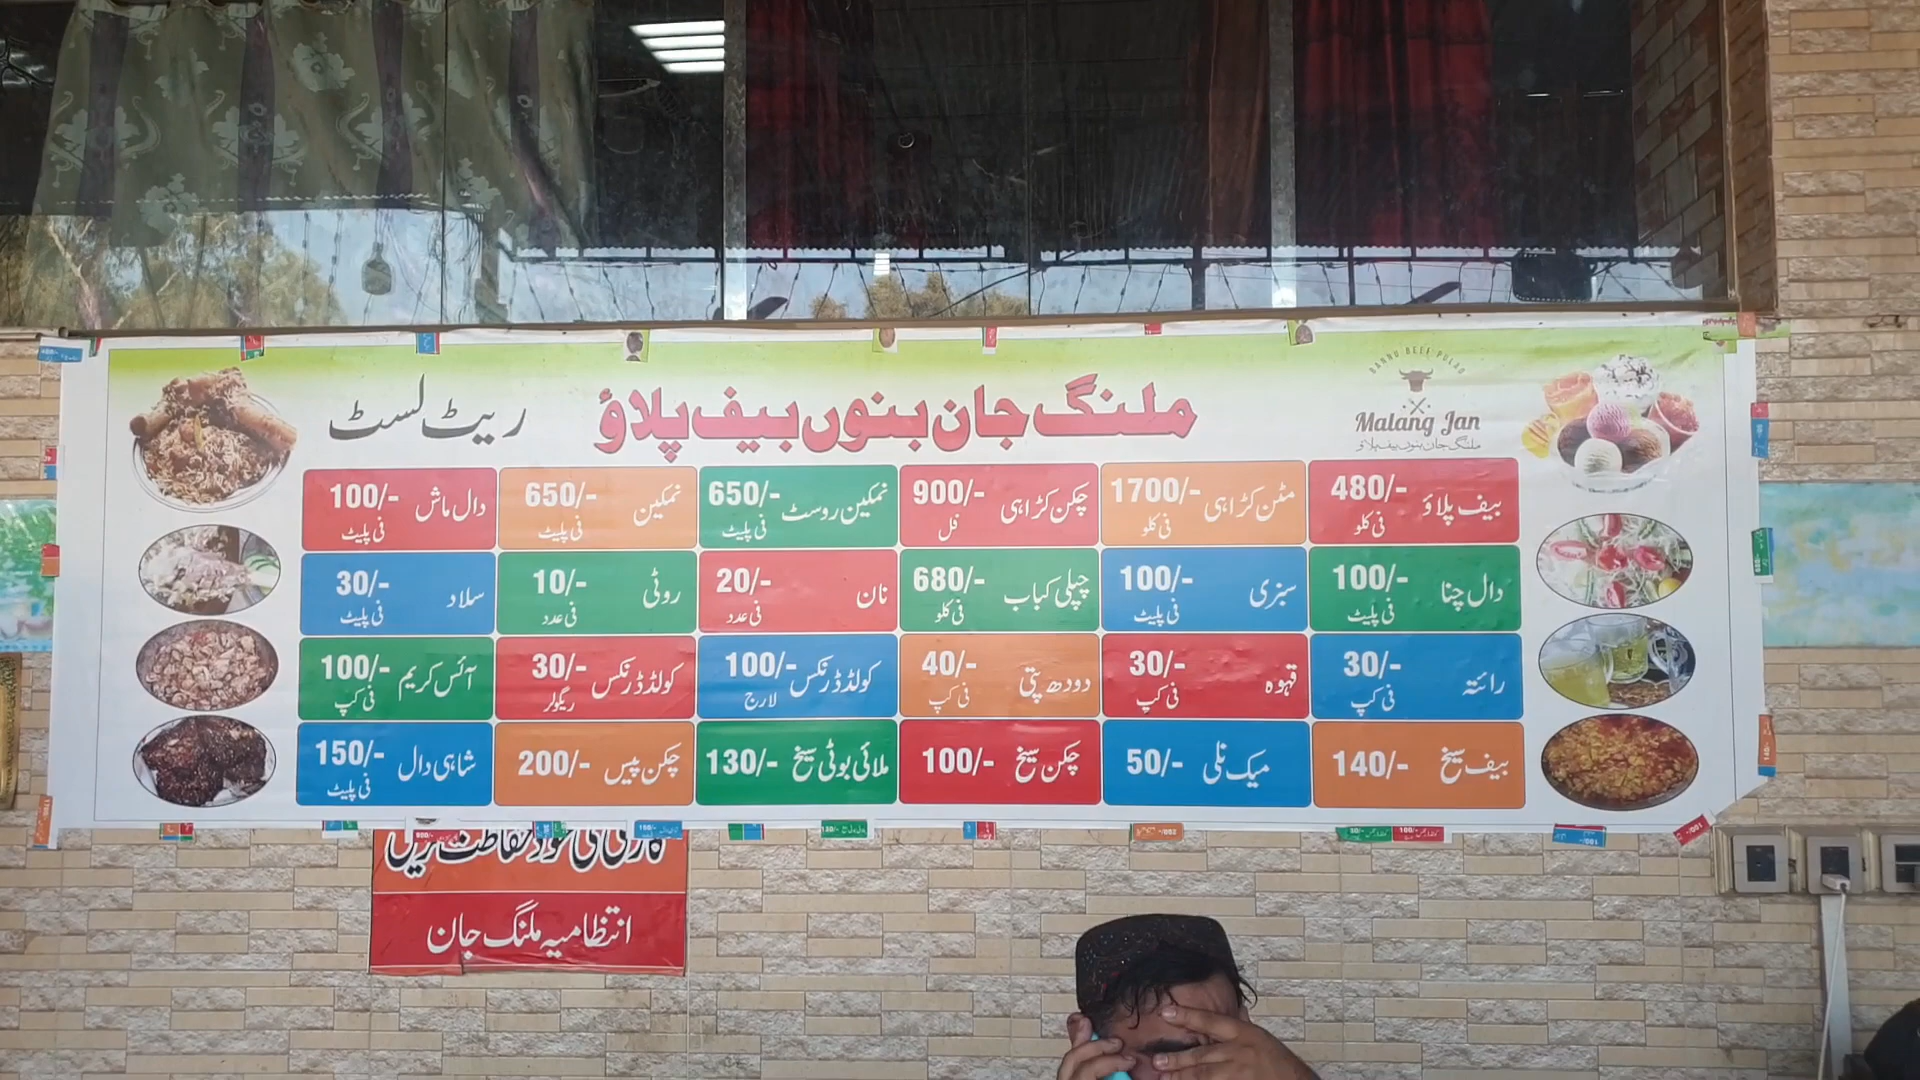 ملنگ جان بنوں بیف پلاؤ ریٹ لسٹ
BANNU BEEF PULAO
Malang Jan
ملنگ جان بنوں بیف پلاؤ
بیف پلاؤ 480/- فی کلو
مٹن کڑاہی 1700/- فی کلو
چکن کڑاہی 900/- فل
نمکین روسٹ 650/- فی پلیٹ
نمکین 650/- فی پلیٹ
دال ماش 100/- فی پلیٹ
دال چنا 100/- فی پلیٹ
سبزی 100/- فی پلیٹ
چپلی کباب 680/- فی کلو
نان 20/- فی عدد
روٹی 10/- فی عدد
سلاد 30/- فی پلیٹ
رائتہ 30/- فی کپ
قہوہ 30/- فی کپ
دودھ پتی 40/- فی کپ
کولڈ ڈرنکس 100/- لارج
کولڈ ڈرنکس 30/- ریگولر
آئس کریم 100/- فی کپ
بیف سیخ 140/-
میک نلی 50/-
چکن سیخ 100/-
ملائی بوٹی سیخ 130/-
چکن پیس 200/-
شاہی دال 150/- فی پلیٹ
انتظامیہ ملنگ جان